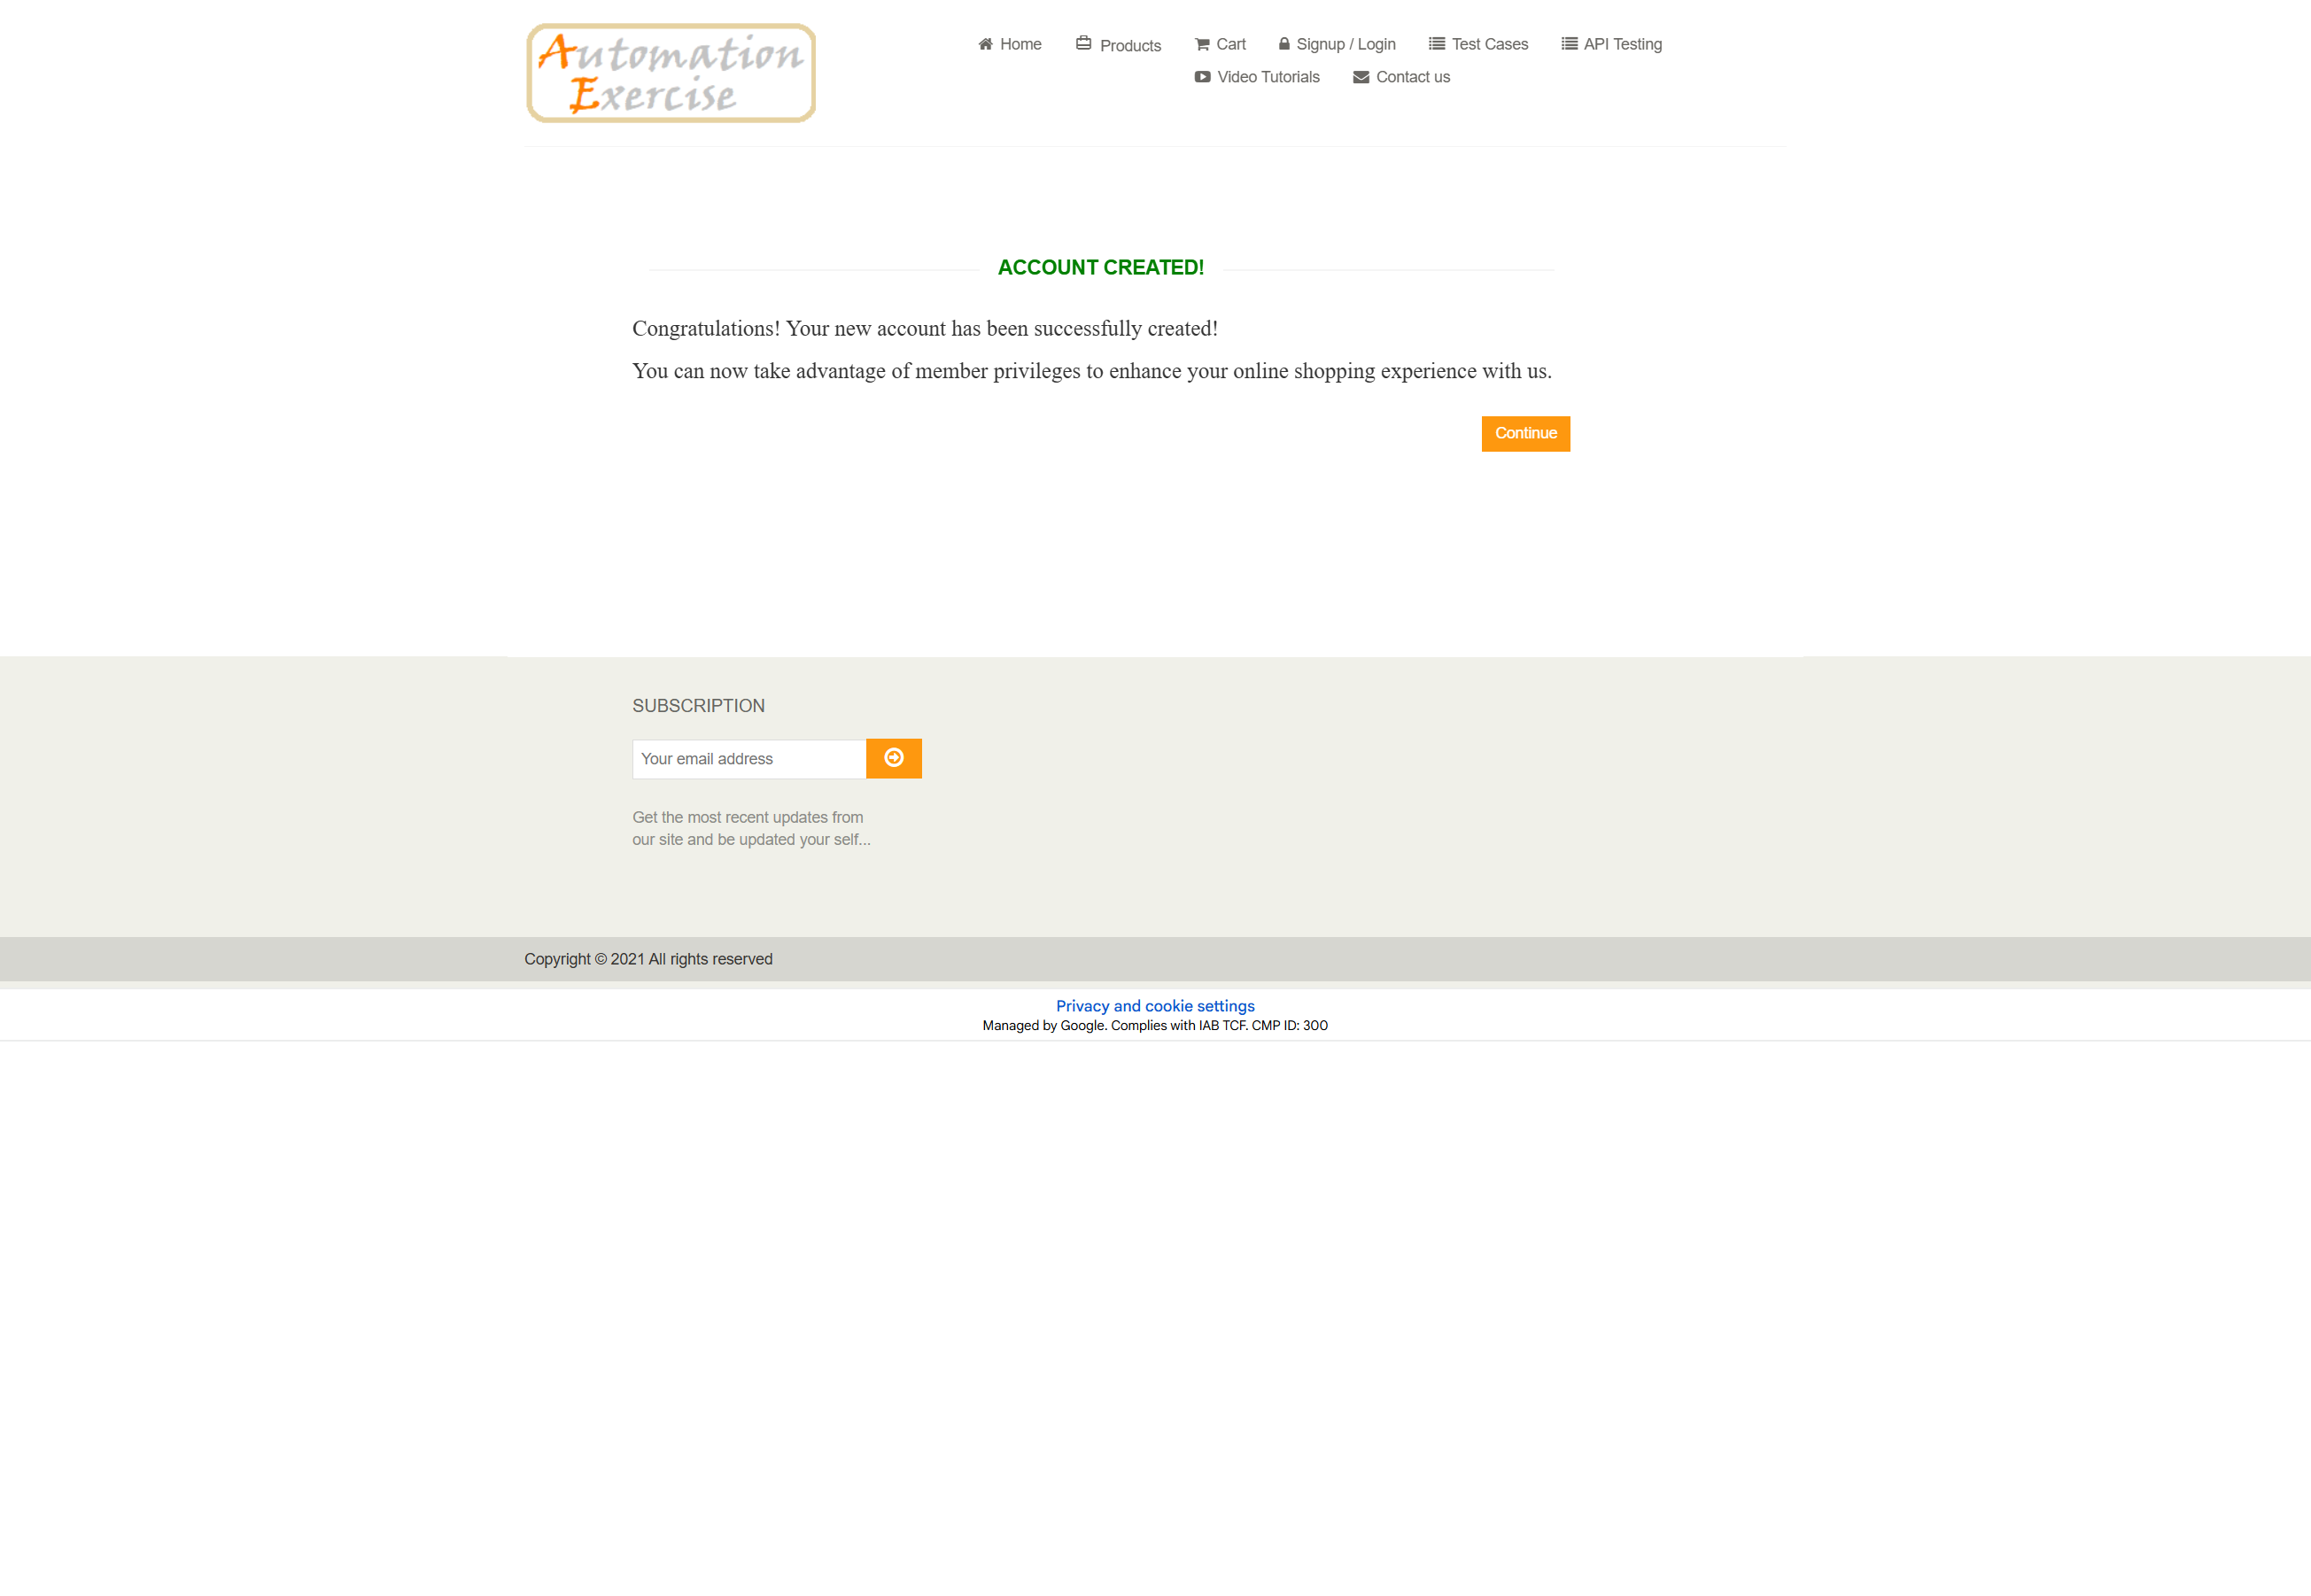 Automation
Exercise
Home
Products
Cart
Signup / Login
Test Cases
API Testing
Video Tutorials
Contact us
ACCOUNT CREATED!
Congratulations! Your new account has been successfully created!
You can now take advantage of member privileges to enhance your online shopping experience with us.
Continue
SUBSCRIPTION
Your email address
Get the most recent updates from
our site and be updated your self...
Copyright © 2021 All rights reserved
Privacy and cookie settings
Managed by Google. Complies with IAB TCF. CMP ID: 300